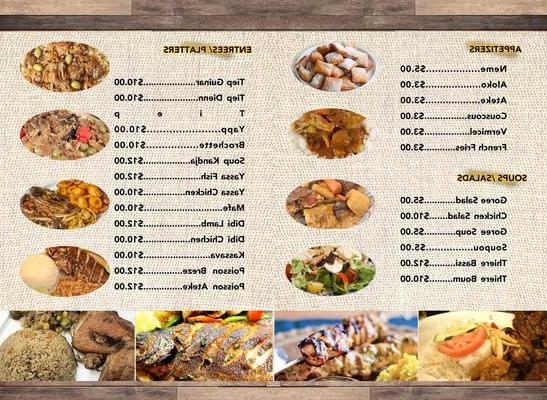 APPETIZERS
Neme....................$5.00
Aloko....................$3.00
Ateke....................$3.00
Couscous..............$3.00
Vermicel...............$3.00
French Fries..........$3.00
SOUPS/SALADS
Goree Salad..........$5.00
Chicken Salad.......$10.00
Goree Soup..........$5.00
Soupou................$5.00
Thiere Bassi.........$12.00
Thiere Boum.........$10.00
ENTREES/ PLATTERS
Tiep Guinar............$10.00
Tiep Dienn.............$10.00
T i e p
Yapp.....................$10.00
Brochette..............$10.00
Soup Kandja.........$12.00
Yassa Fish............$12.00
Yassa Chicken......$10.00
Mafe.....................$10.00
Dibi Lamb.............$12.00
Dibi Chichen.........$10.00
Kassava................$10.00
Poisson Breze.......$12.00
Poisson Ateke.......$12.00